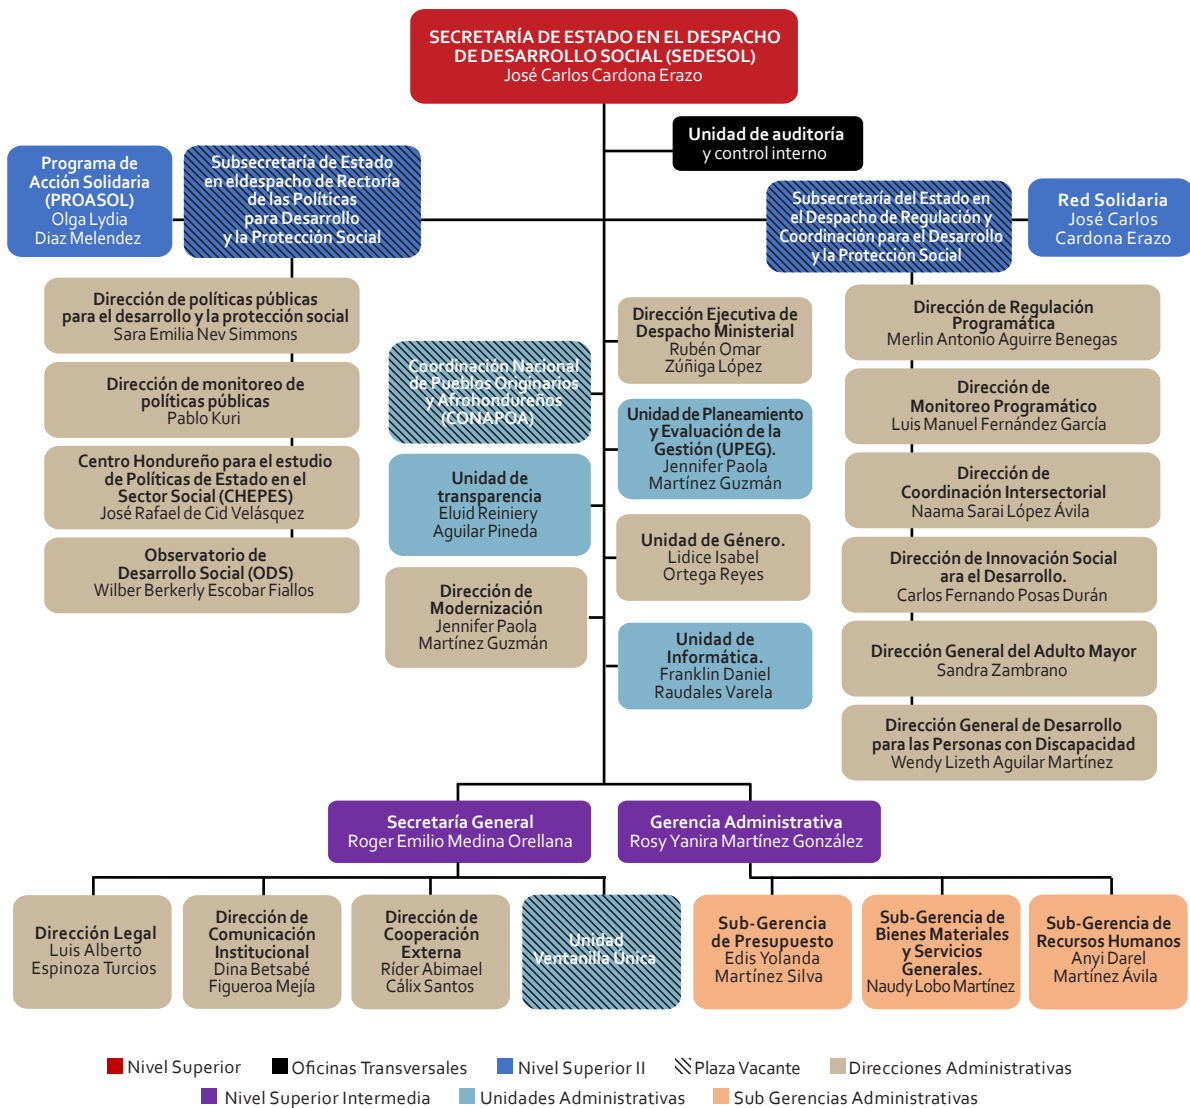 SECRETARÍA DE ESTADO EN EL DESPACHO
DE DESARROLLO SOCIAL (SEDESOL)
José Carlos Cardona Erazo
Unidad de auditoría
y control interno
Programa de
Acción Solidaria
(PROASOL)
Olga Lydia
Diaz Melendez
Subsecretaría de Estado
en eldespacho de Rectoría
de las Políticas
para Desarrollo
y la Protección Social
Subsecretaría del Estado en
el Despacho de Regulación y
Coordinación para el Desarrollo
y la Protección Social
Red Solidaria
José Carlos
Cardona Erazo
Dirección de políticas públicas
para el desarrollo y la protección social
Sara Emilia Nev Simmons
Dirección de monitoreo de
políticas públicas
Pablo Kuri
Centro Hondureño para el estudio
de Políticas de Estado en el
Sector Social (CHEPES)
José Rafael de Cid Velásquez
Observatorio de
Desarrollo Social (ODS)
Wilber Berkerly Escobar Fiallos
Coordinación Nacional
de Pueblos Originarios
y Afrohondureños
(CONAPOA)
Unidad de
transparencia
Eluid Reiniery
Aguilar Pineda
Dirección de
Modernización
Jennifer Paola
Martínez Guzmán
Dirección Ejecutiva de
Despacho Ministerial
Rubén Omar
Zúñiga López
Unidad de Planeamiento
y Evaluación de la
Gestión (UPEG).
Jennifer Paola
Martínez Guzmán
Unidad de Género.
Lidice Isabel
Ortega Reyes
Unidad de
Informática.
Franklin Daniel
Raudales Varela
Dirección de Regulación
Programática
Merlin Antonio Aguirre Benegas
Dirección de
Monitoreo Programático
Luis Manuel Fernández García
Dirección de
Coordinación Intersectorial
Naama Sarai López Ávila
Dirección de Innovación Social
ara el Desarrollo.
Carlos Fernando Posas Durán
Dirección General del Adulto Mayor
Sandra Zambrano
Dirección General de Desarrollo
para las Personas con Discapacidad
Wendy Lizeth Aguilar Martínez
Secretaría General
Roger Emilio Medina Orellana
Gerencia Administrativa
Rosy Yanira Martínez González
Dirección Legal
Luis Alberto
Espinoza Turcios
Dirección de
Comunicación
Institucional
Dina Betsabé
Figueroa Mejía
Dirección de
Cooperación
Externa
Ríder Abimael
Cálix Santos
Unidad
Ventanilla Única
Sub-Gerencia
de Presupuesto
Edis Yolanda
Martínez Silva
Sub-Gerencia de
Bienes Materiales
y Servicios
Generales.
Naudy Lobo Martínez
Sub-Gerencia de
Recursos Humanos
Anyi Darel
Martínez Ávila
Nivel Superior
Oficinas Transversales
Nivel Superior II
Plaza Vacante
Direcciones Administrativas
Nivel Superior Intermedia
Unidades Administrativas
Sub Gerencias Administrativas